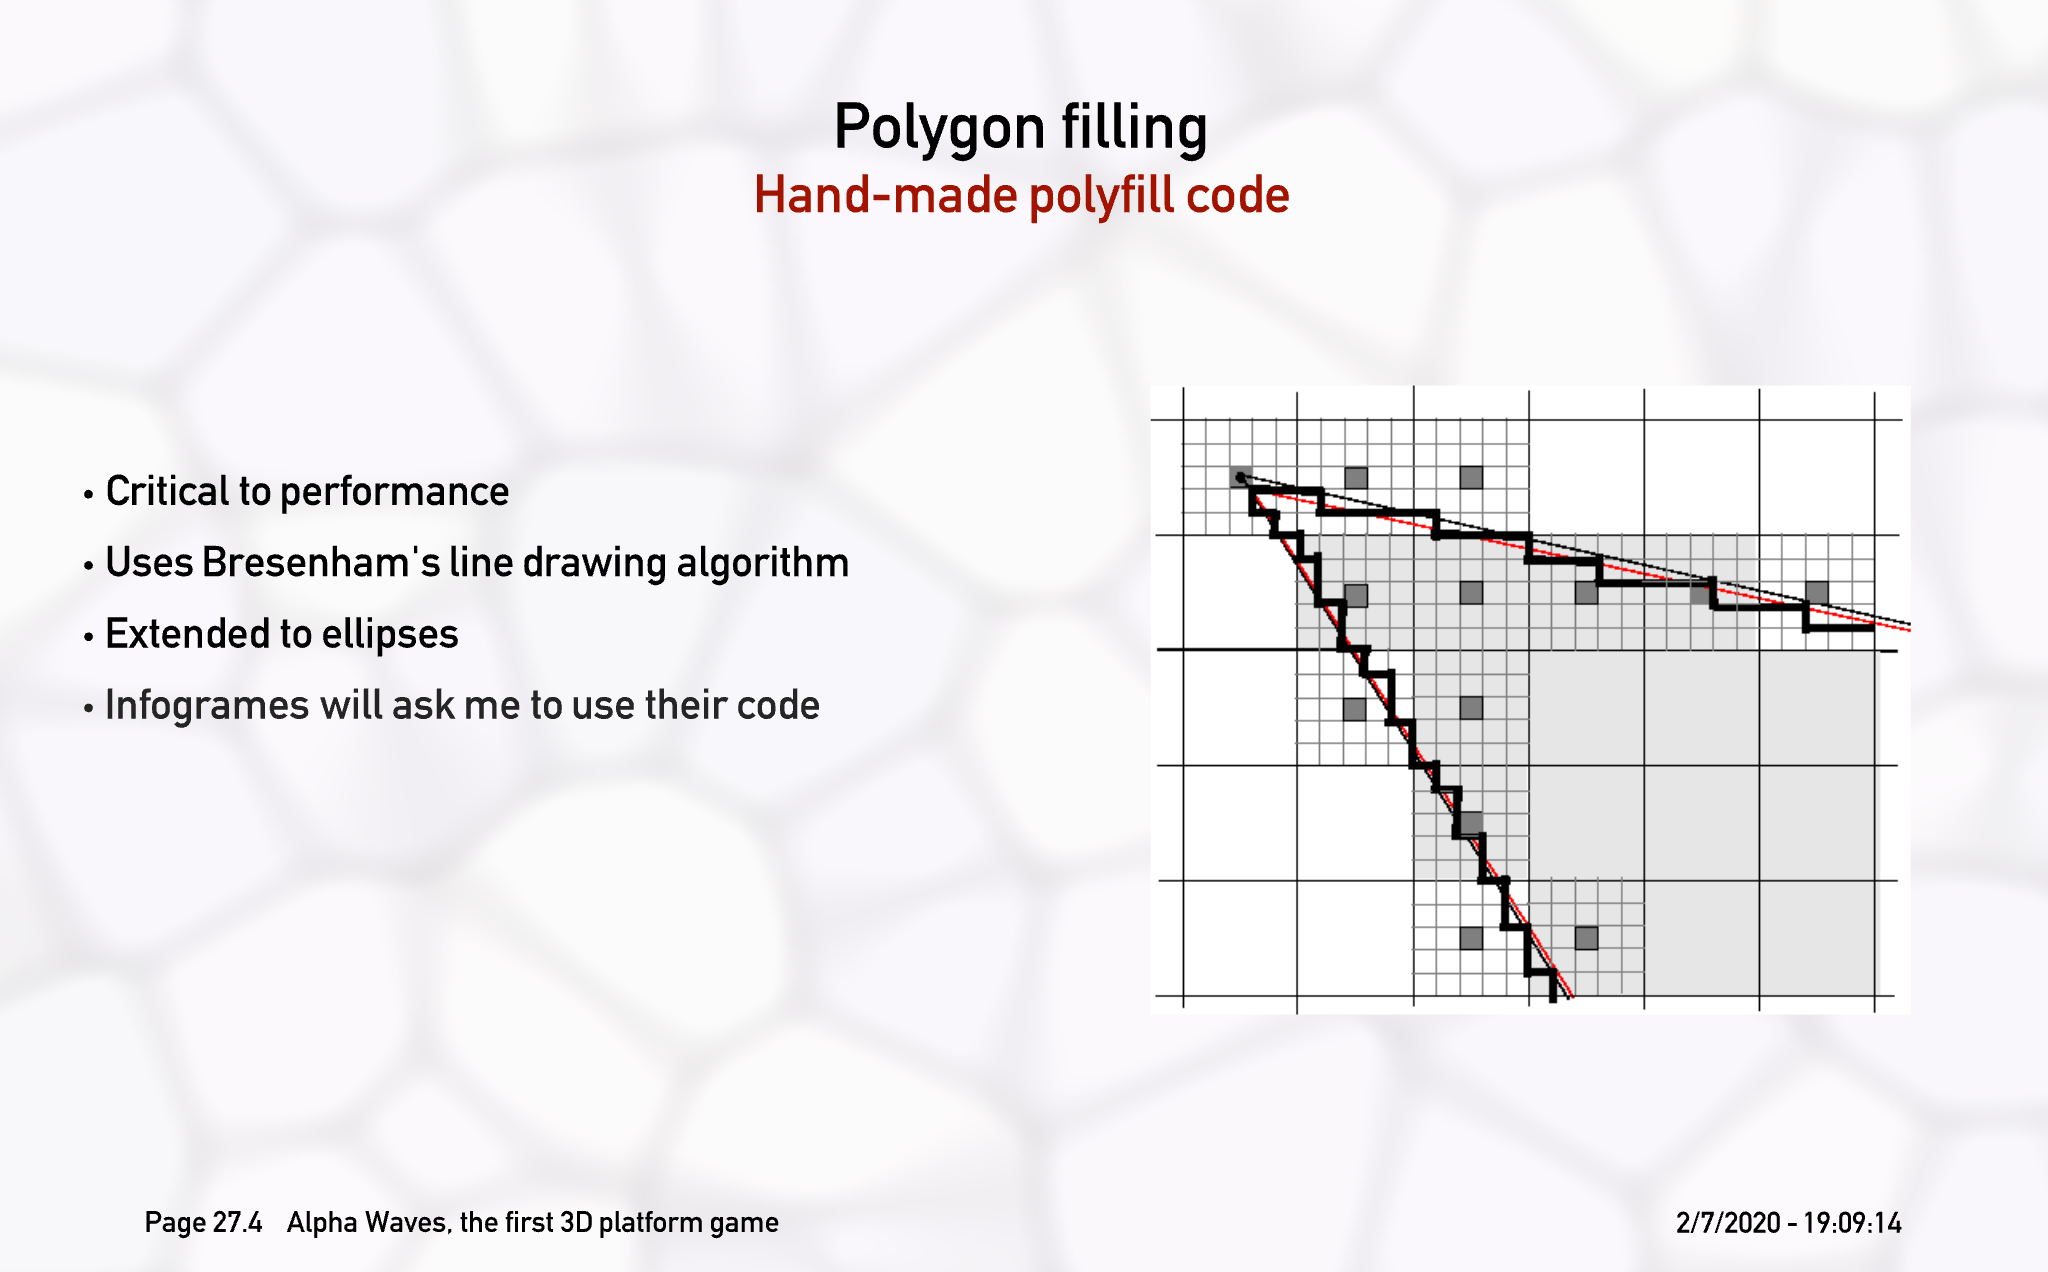 Polygon filling
Hand-made polyfill code
• Critical to performance
• Uses Bresenham's line drawing algorithm
• Extended to ellipses
• Infogrames will ask me to use their code
Page 27.4 Alpha Waves, the first 3D platform game
2/7/2020 - 19:09:14